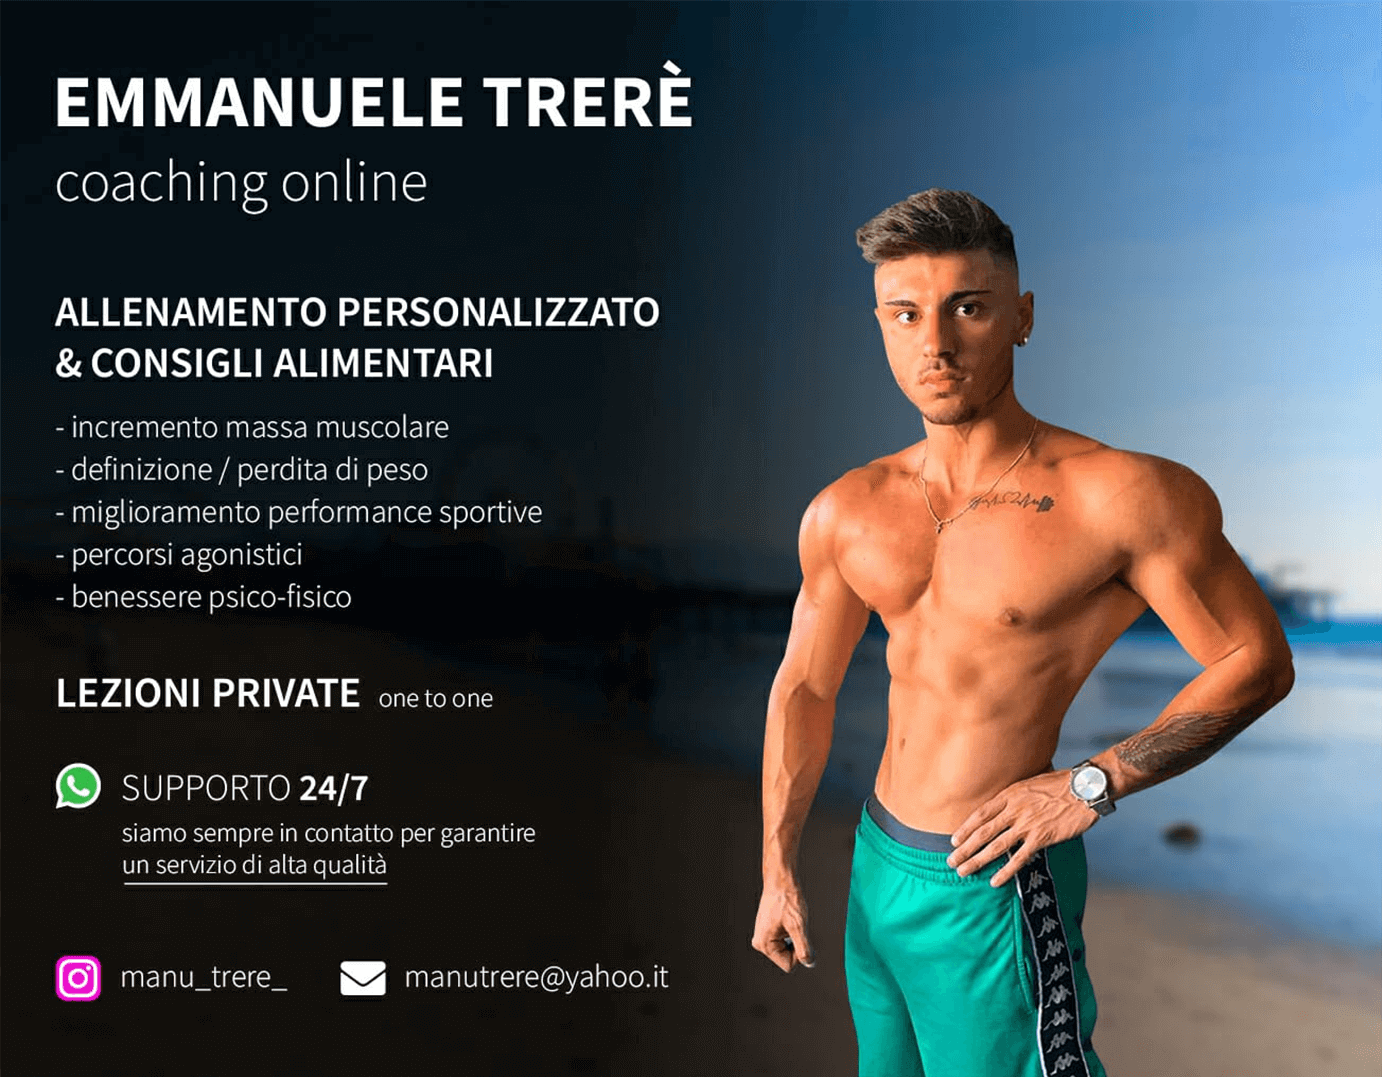 EMMANUELE TRERÈ
coaching online
ALLENAMENTO PERSONALIZZATO
& CONSIGLI ALIMENTARI
- incremento massa muscolare
- definizione / perdita di peso
- miglioramento performance sportive
- percorsi agonistici
- benessere psico-fisico
LEZIONI PRIVATE one to one
SUPPORTO 24/7
siamo sempre in contatto per garantire
un servizio di alta qualità
manu_trere_
manutrere@yahoo.it